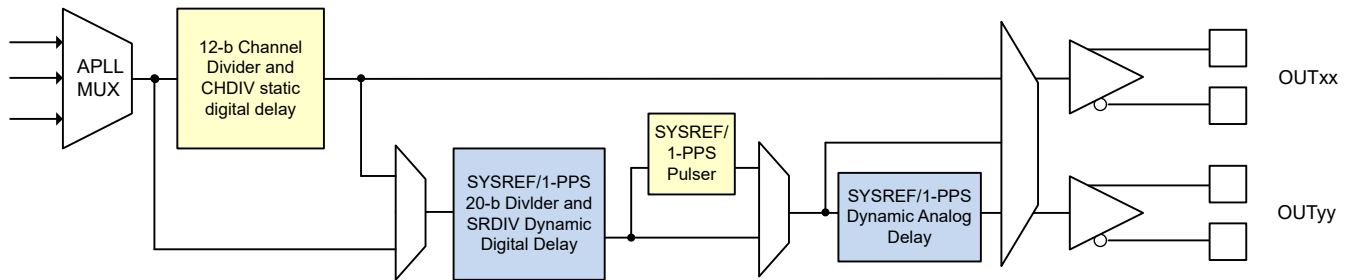 APLL
MUX
12-b Channel
Divider and
CHDIV static
digital delay
SYSREF/1-PPS
20-b Divider and
SRDIV Dynamic
Digital Delay
SYSREF/
1-PPS
Pulser
SYSREF/1-PPS
Dynamic Analog
Delay
OUTxx
OUTyy